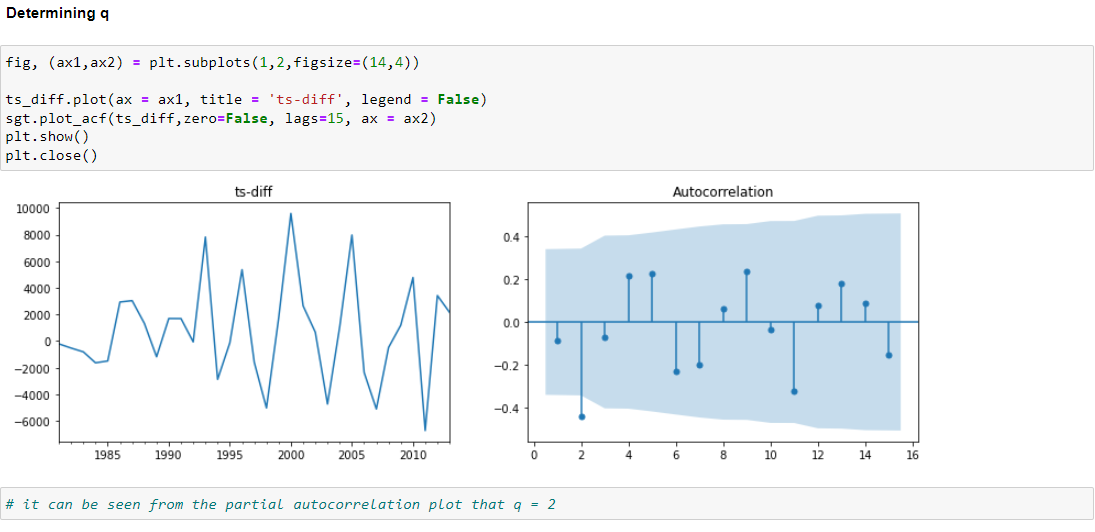 Determining q
fig, (ax1,ax2) = plt.subplots(1,2,figsize=(14,4))
ts_diff.plot(ax = ax1, title = 'ts-diff', legend = False)
sgt.plot_acf(ts_diff,zero=False, lags=15, ax = ax2)
plt.show()
plt.close()
ts-diff
10000
8000
6000
4000
2000
0
−2000
−4000
−6000
1985 1990 1995 2000 2005 2010
Autocorrelation
0.4
0.2
0.0
−0.2
−0.4
0 2 4 6 8 10 12 14 16
# it can be seen from the partial autocorrelation plot that q = 2